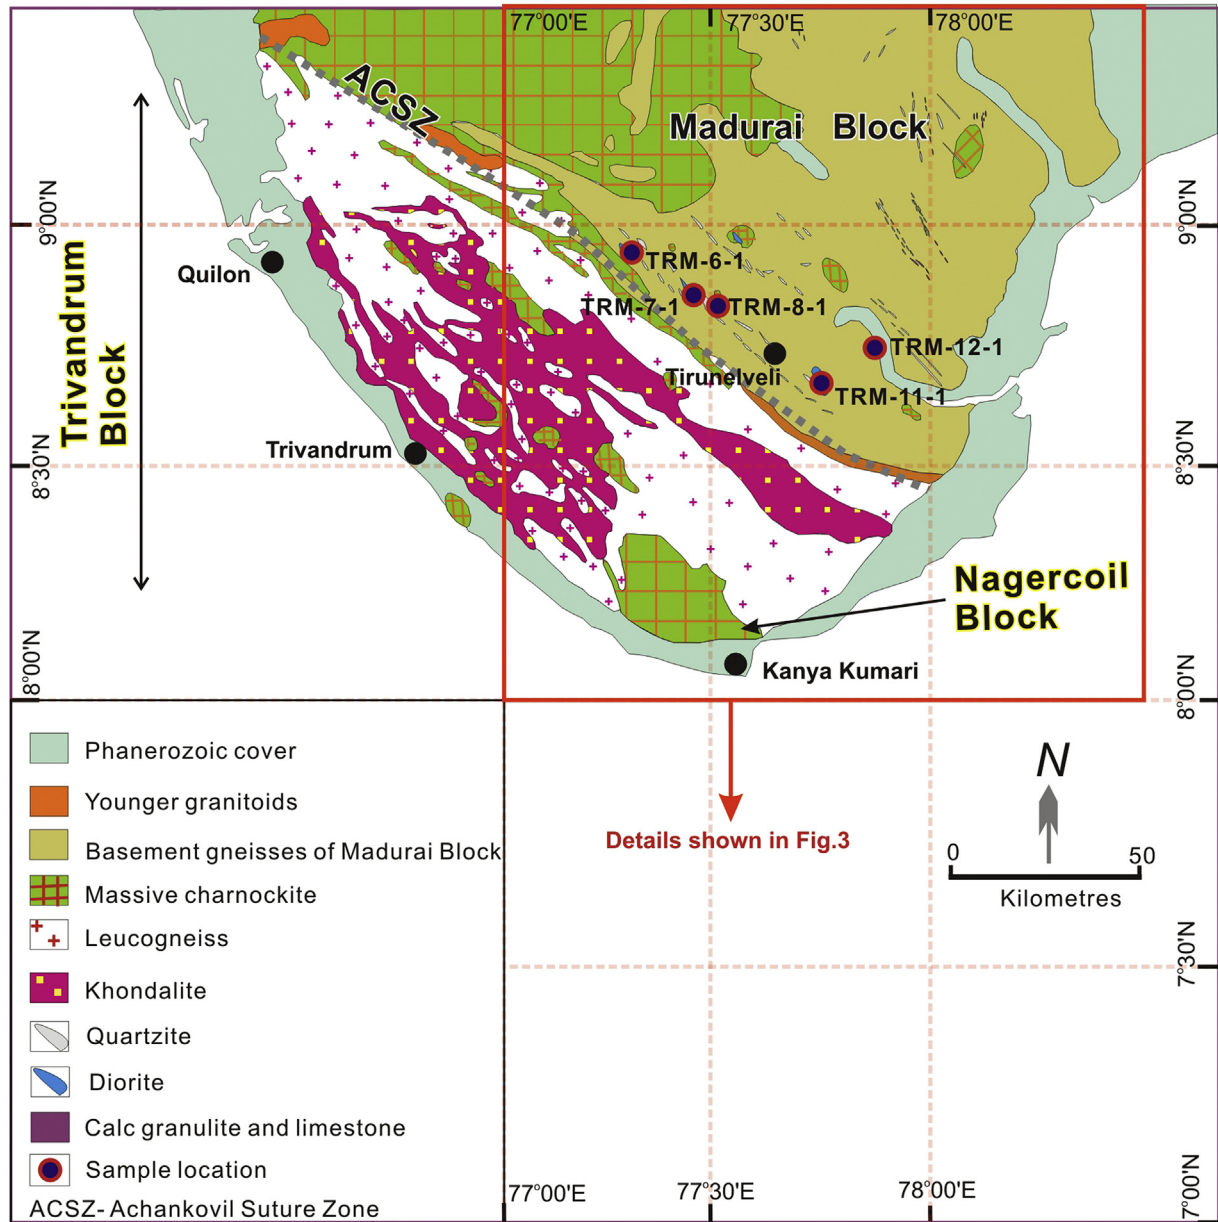 77°00'E
77°30'E
78°00'E
ACSZ
Madurai Block
9°00'N
9°00'N
TRM-6-1
Quilon
TRM-7-1
TRM-8-1
Trivandrum
Block
TRM-12-1
Tirunelveli
TRM-11-1
Trivandrum
8°30'N
8°30'N
Nagercoil
Block
Kanya Kumari
8°00'N
8°00'N
Phanerozoic cover
Younger granitoids
Basement gneisses of Madurai Block
Massive charnockite
Leucogneiss
Khondalite
Quartzite
Diorite
Calc granulite and limestone
Sample location
ACSZ- Achankovil Suture Zone
Details shown in Fig.3
N
0 50
Kilometres
7°30'N
77°00'E
77°30'E
78°00'E
7°00'N